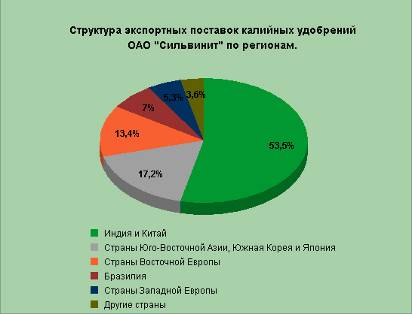 Структура экспортных поставок калийных удобрений
ОАО "Сильвинит" по регионам.
5,3%
3,6%
7%
13,4%
53,5%
17,2%
Индия и Китай
Страны Юго-Восточной Азии, Южная Корея и Япония
Страны Восточной Европы
Бразилия
Страны Западной Европы
Другие страны